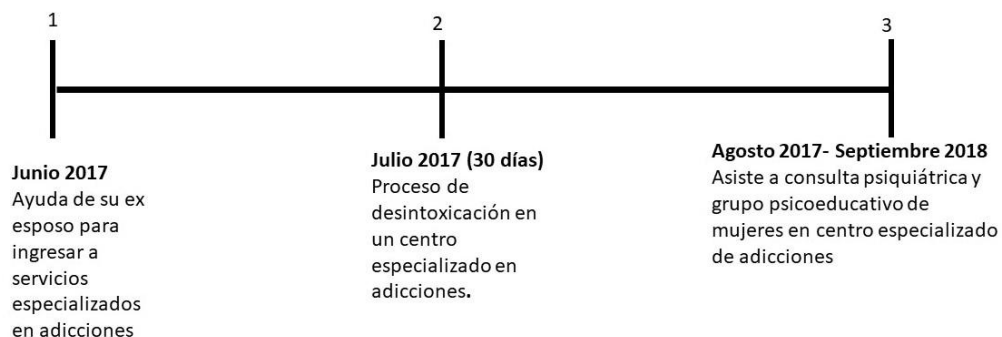 1
2
3
Junio 2017
Ayuda de su ex
esposo para
ingresar a
servicios
especializados
en adicciones
Julio 2017 (30 días)
Proceso de
desintoxicación en
un centro
especializado en
adicciones.
Agosto 2017- Septiembre 2018
Asiste a consulta psiquiátrica y
grupo psicoeducativo de
mujeres en centro especializado
de adicciones